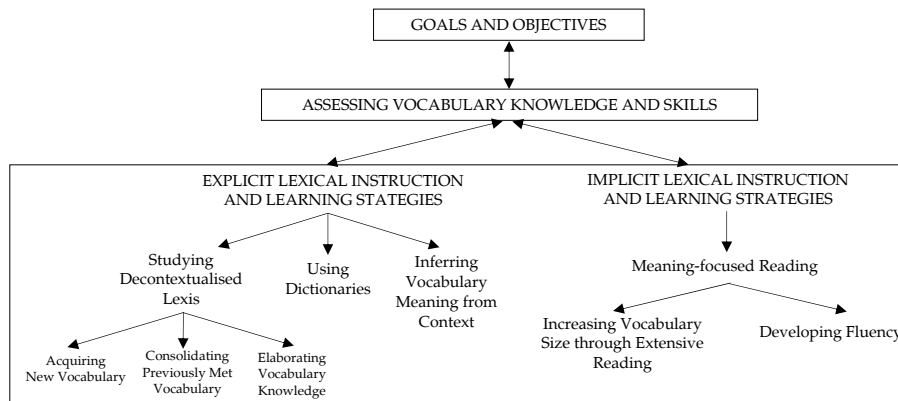 GOALS AND OBJECTIVES
ASSESSING VOCABULARY KNOWLEDGE AND SKILLS
EXPLICIT LEXICAL INSTRUCTION
AND LEARNING STATEGIES
IMPLICIT LEXICAL INSTRUCTION
AND LEARNING STRATEGIES
Studying
Decontextualised
Lexis
Using
Dictionaries
Inferring
Vocabulary
Meaning from
Context
Meaning-focused Reading
Acquiring
New Vocabulary
Consolidating
Previously Met
Vocabulary
Elaborating
Vocabulary
Knowledge
Increasing Vocabulary
Size through Extensive
Reading
Developing Fluency